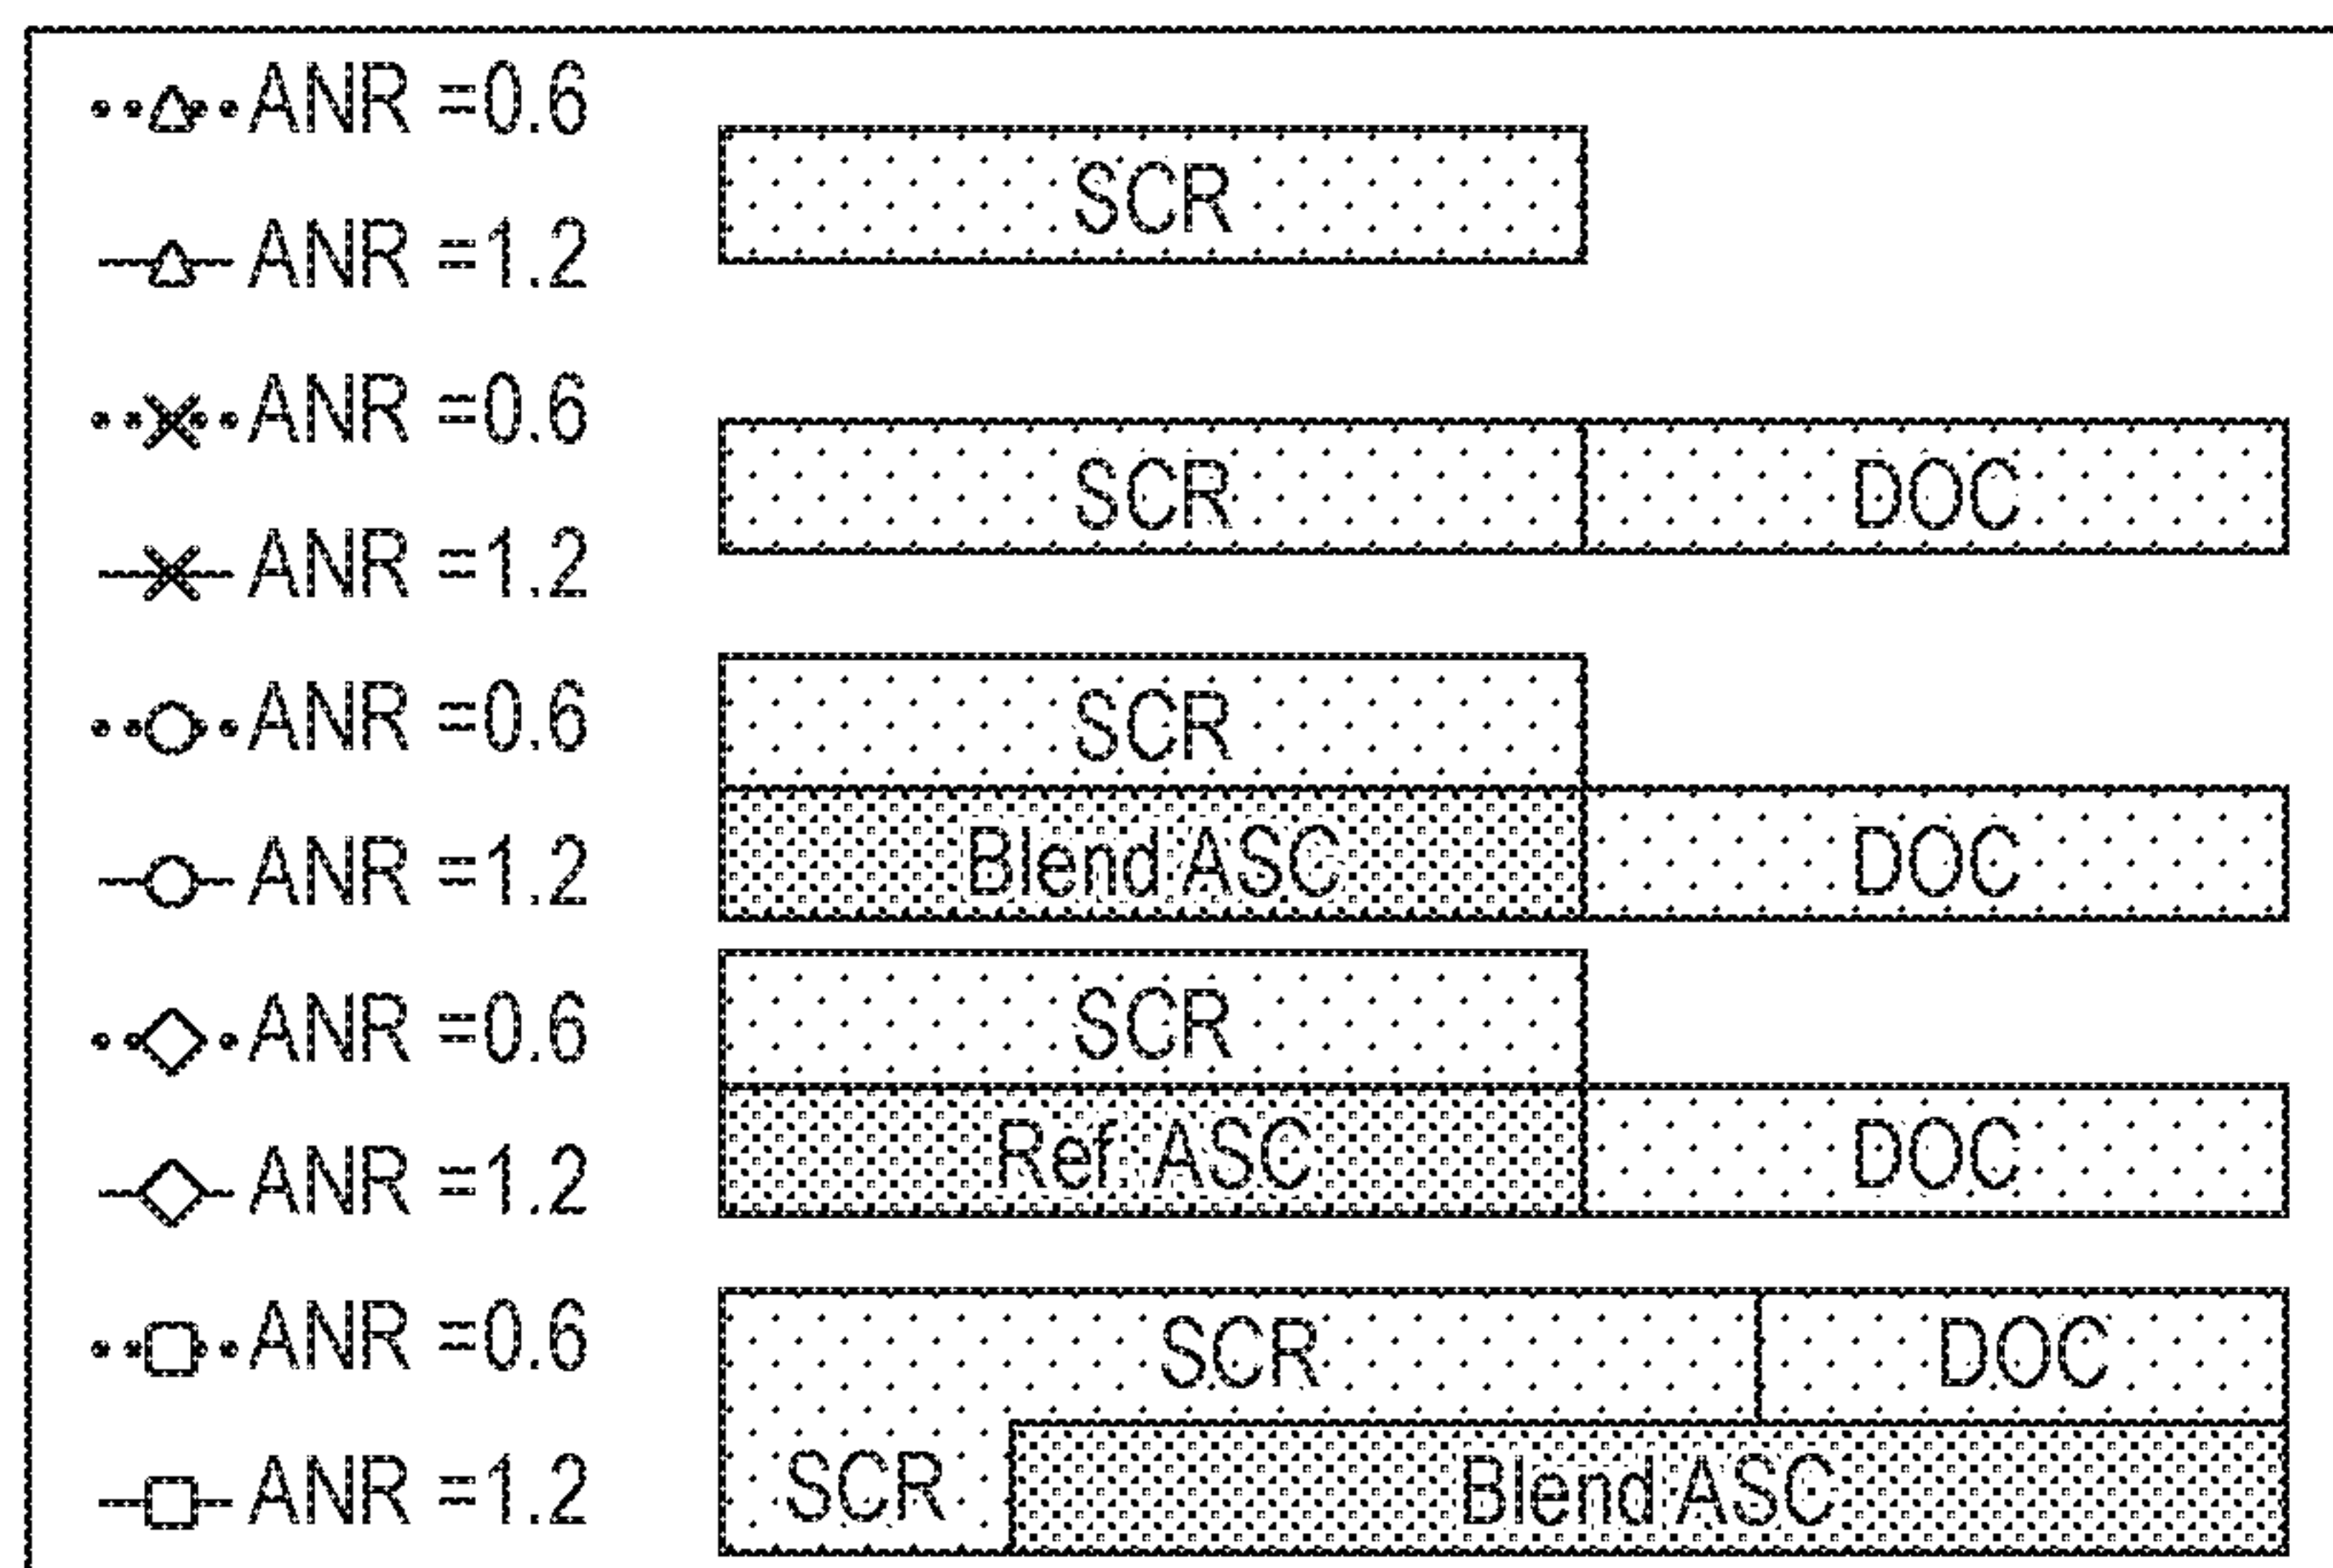 ANR =0.6
SCR
ANR =1.2
ANR =0.6
SCR DOC
ANR =1.2
ANR =0.6
SCR
ANR =1.2
Blend ASC DOC
ANR =0.6
SCR
ANR =1.2
Ref. ASC DOC
ANR =0.6
SCR DOC
ANR =1.2
SCR Blend ASC